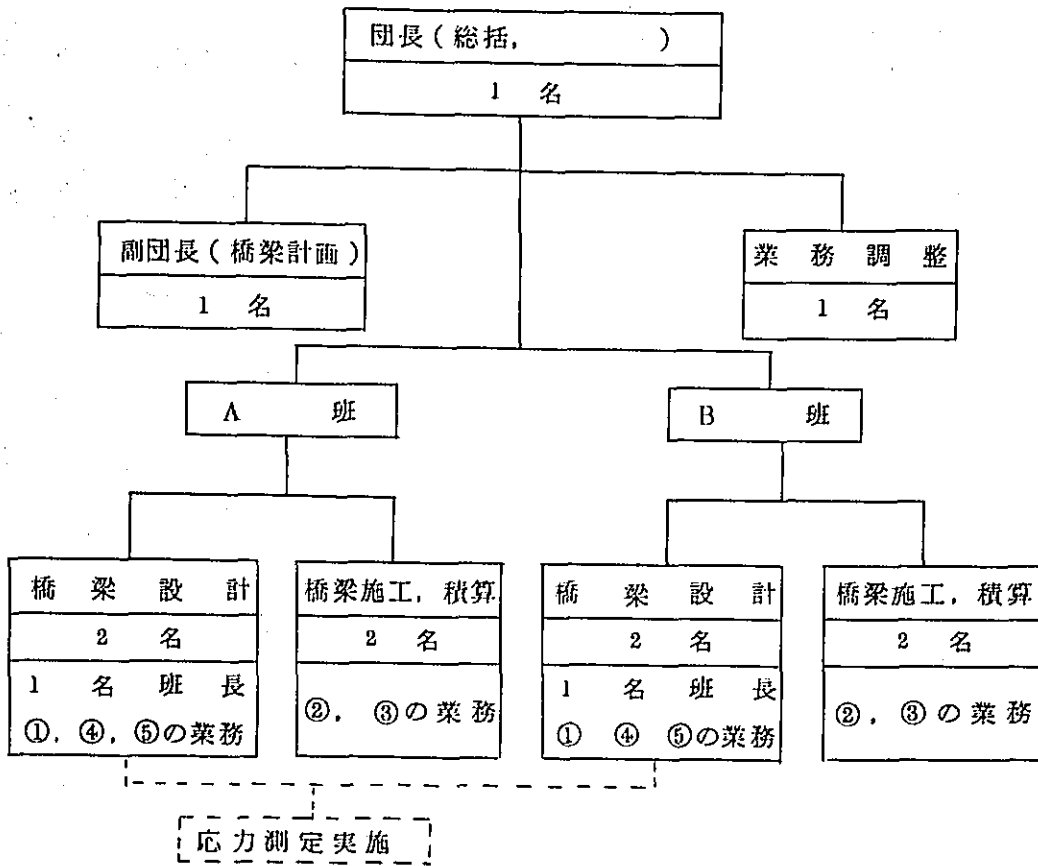 団長(総括,　　　)
1 名
副団長(橋梁計画)
1 名
業務調整
1 名
A 班
B 班
橋梁設計
2 名
1名班長
①, ④, ⑤の業務
橋梁施工, 積算
2 名
②, ③の業務
橋梁設計
2 名
1名班長
① ④ ⑤の業務
橋梁施工, 積算
2 名
②, ③の業務
応力測定実施